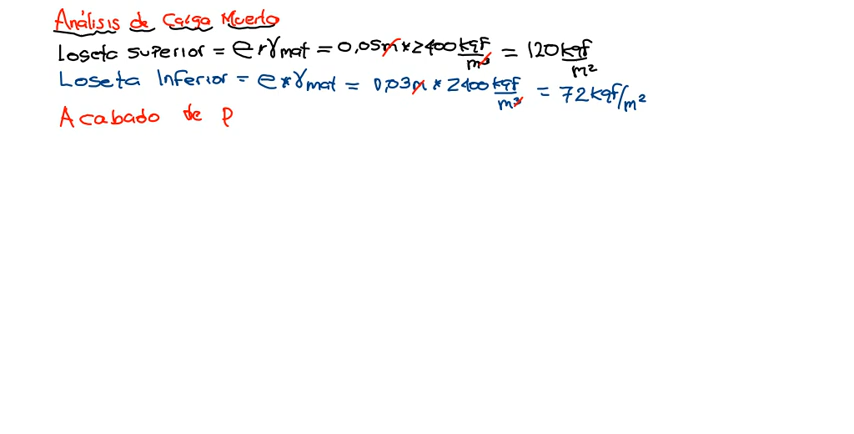 Análisis de Carga Muerta
Loseta superior = e * γmat = 0,05m * 2400 kgf/m³ = 120 kgf/m²
Loseta Inferior = e * γmat = 0,03m * 2400 kgf/m³ = 72 kgf/m²
Acabado de P